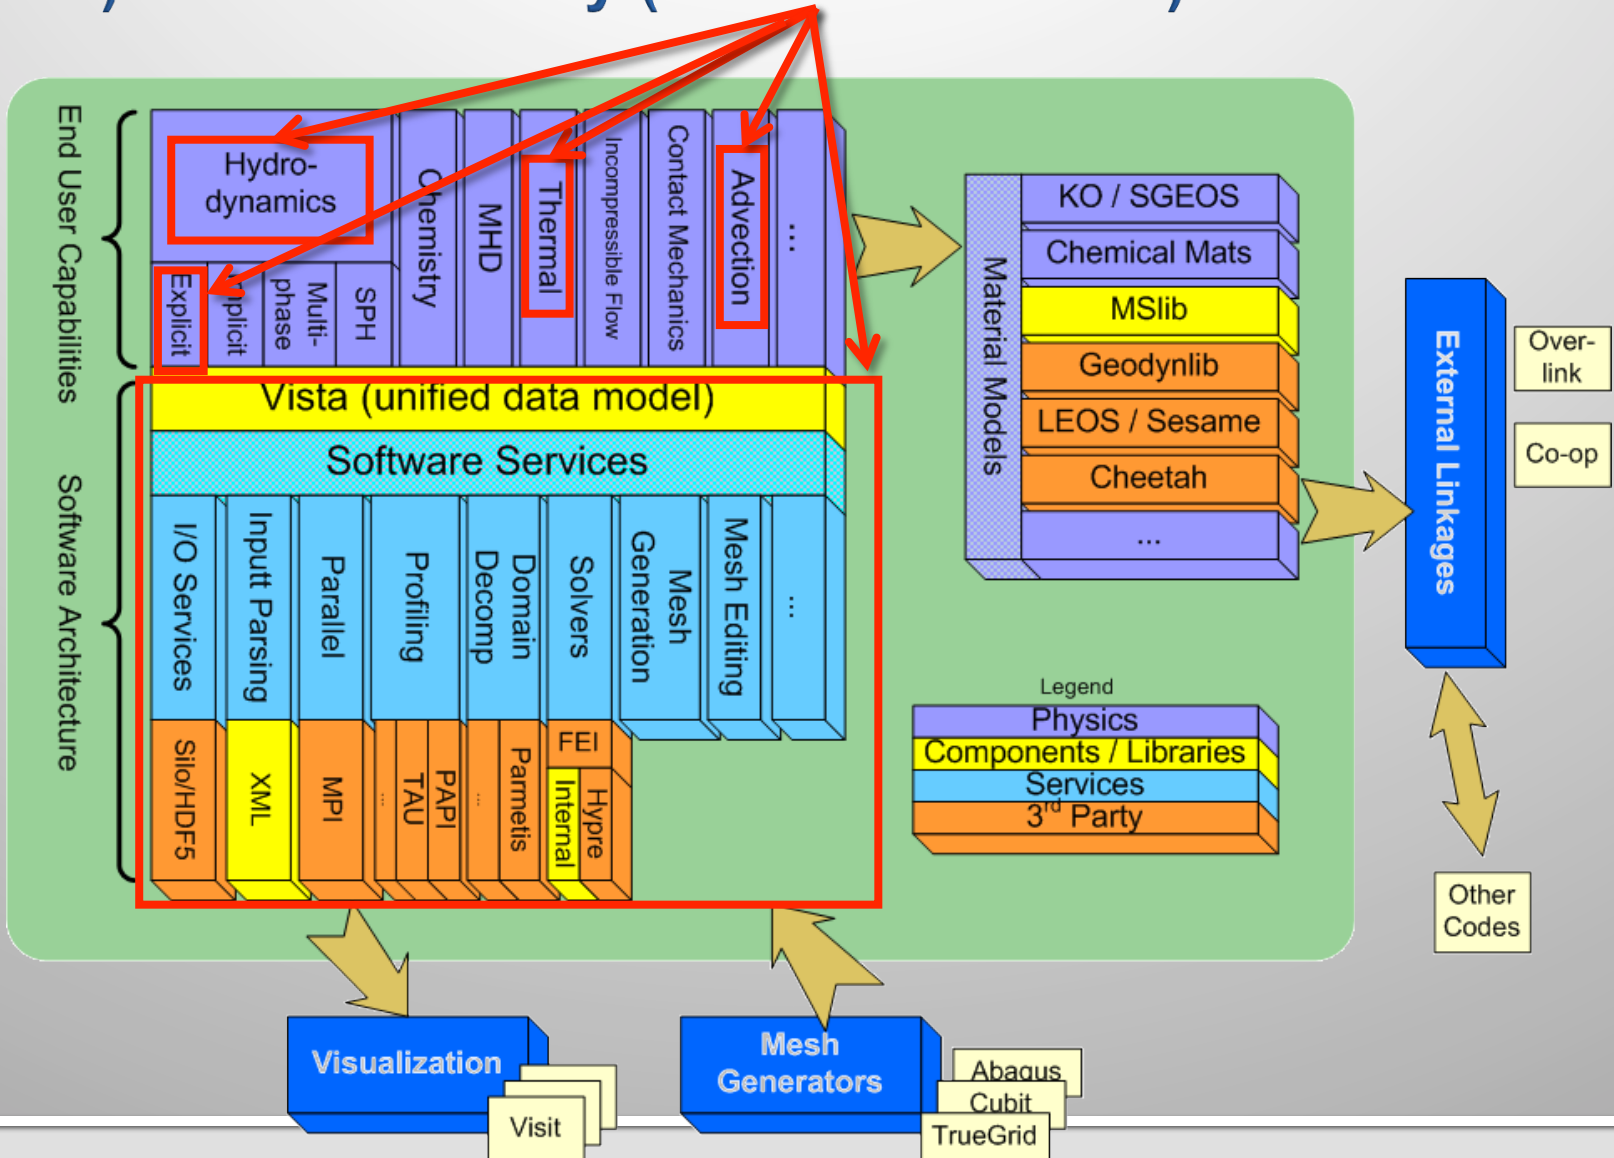 End User Capabilities
Hydro-
dynamics
Explicit
Implicit
Multi-
phase
SPH
Chemistry
MHD
Thermal
Incompressible Flow
Contact Mechanics
Advection
...
Vista (unified data model)
Software Services
Software Architecture
I/O Services
Inputt Parsing
Parallel
Profiling
Domain
Decomp
Solvers
Mesh
Generation
Mesh Editing
...
Silo/HDF5
XML
MPI
...
TAU
PAPI
...
Parmetis
FEI
Internal
Hypre
Material Models
KO / SGEOS
Chemical Mats
MSlib
Geodynlib
LEOS / Sesame
Cheetah
...
Legend
Physics
Components / Libraries
Services
3rd Party
External Linkages
Over-
link
Co-op
Other
Codes
Visualization
Visit
Mesh
Generators
Abaqus
Cubit
TrueGrid